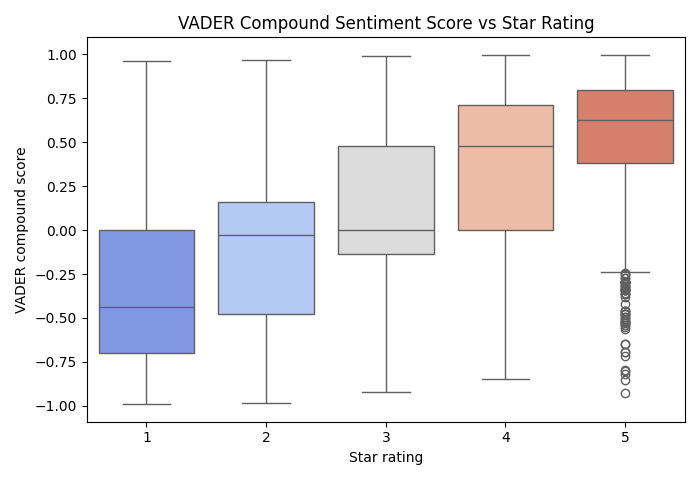 VADER Compound Sentiment Score vs Star Rating
VADER compound score
1.00
0.75
0.50
0.25
0.00
−0.25
−0.50
−0.75
−1.00
1 2 3 4 5
Star rating